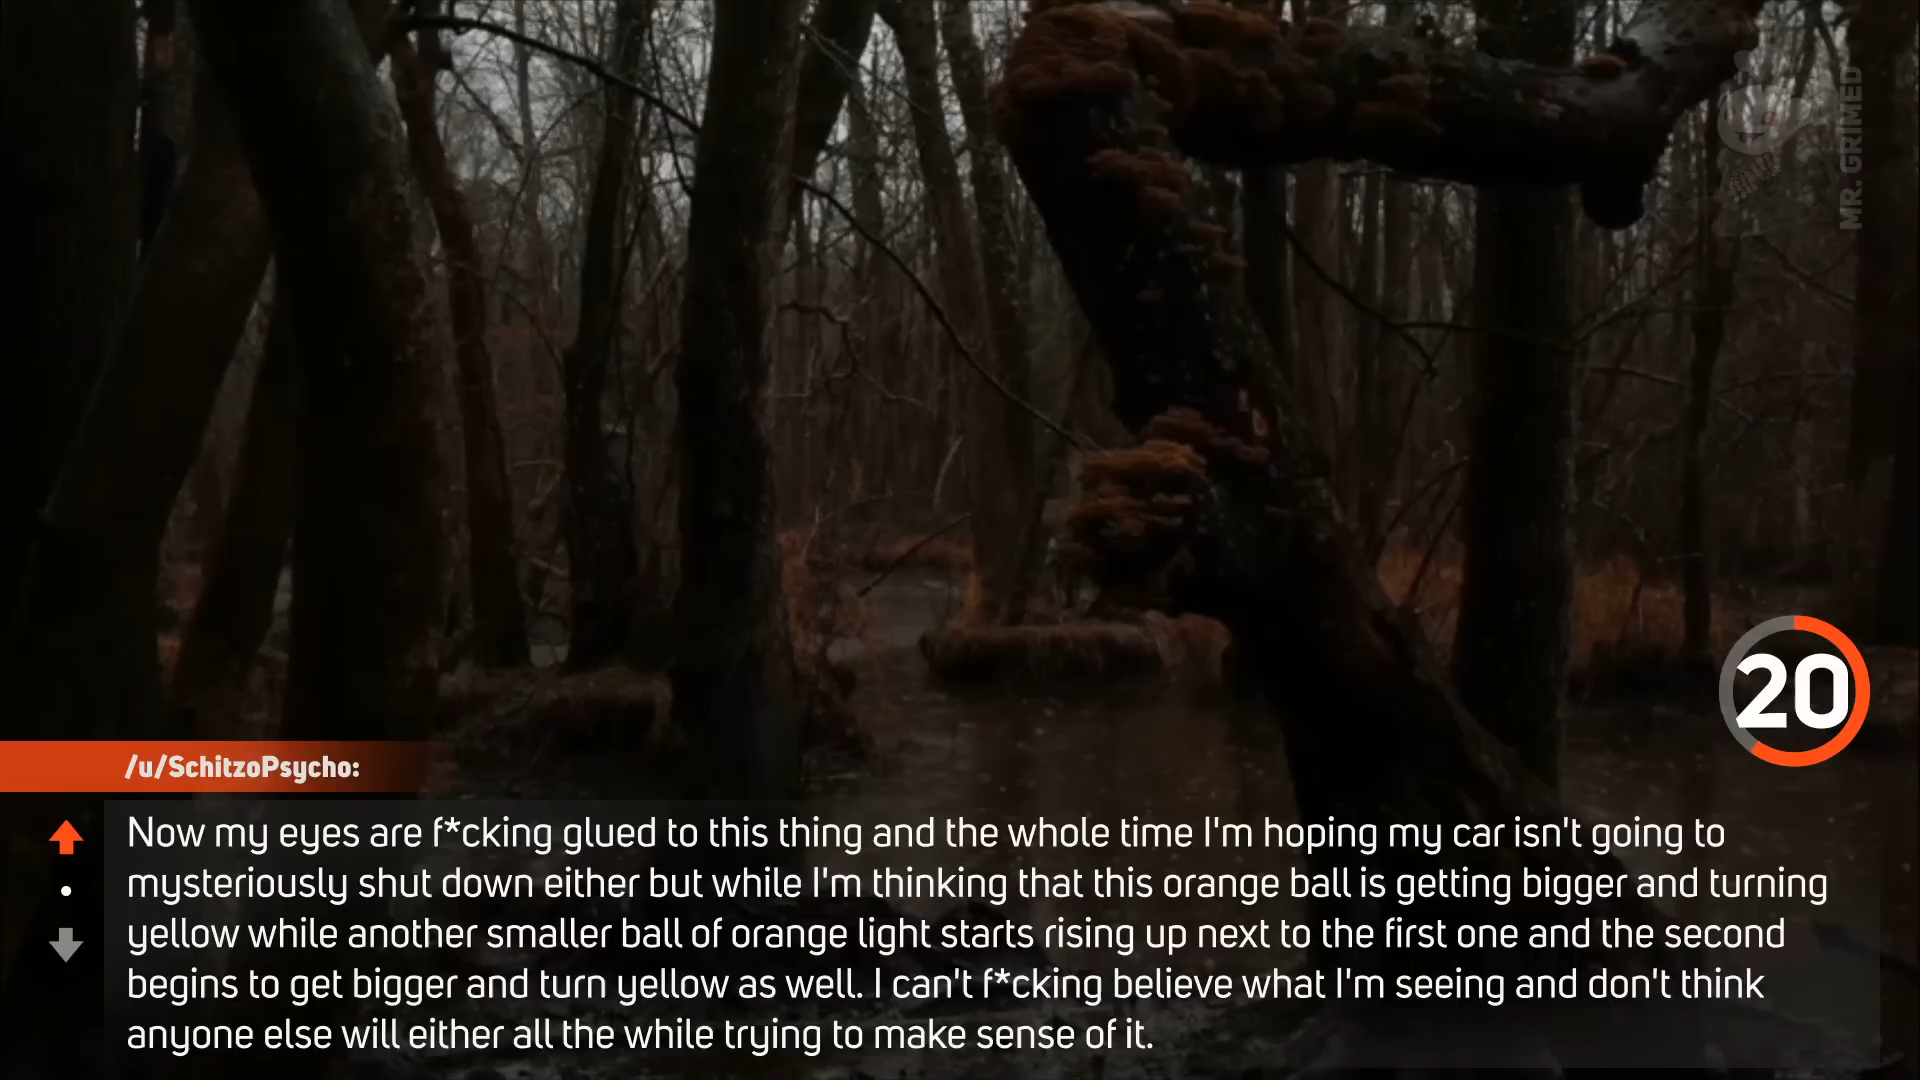 MR. GRIMED
20
/u/SchitzoPsycho:
Now my eyes are f*cking glued to this thing and the whole time I'm hoping my car isn't going to
mysteriously shut down either but while I'm thinking that this orange ball is getting bigger and turning
yellow while another smaller ball of orange light starts rising up next to the first one and the second
begins to get bigger and turn yellow as well. I can't f*cking believe what I'm seeing and don't think
anyone else will either all the while trying to make sense of it.